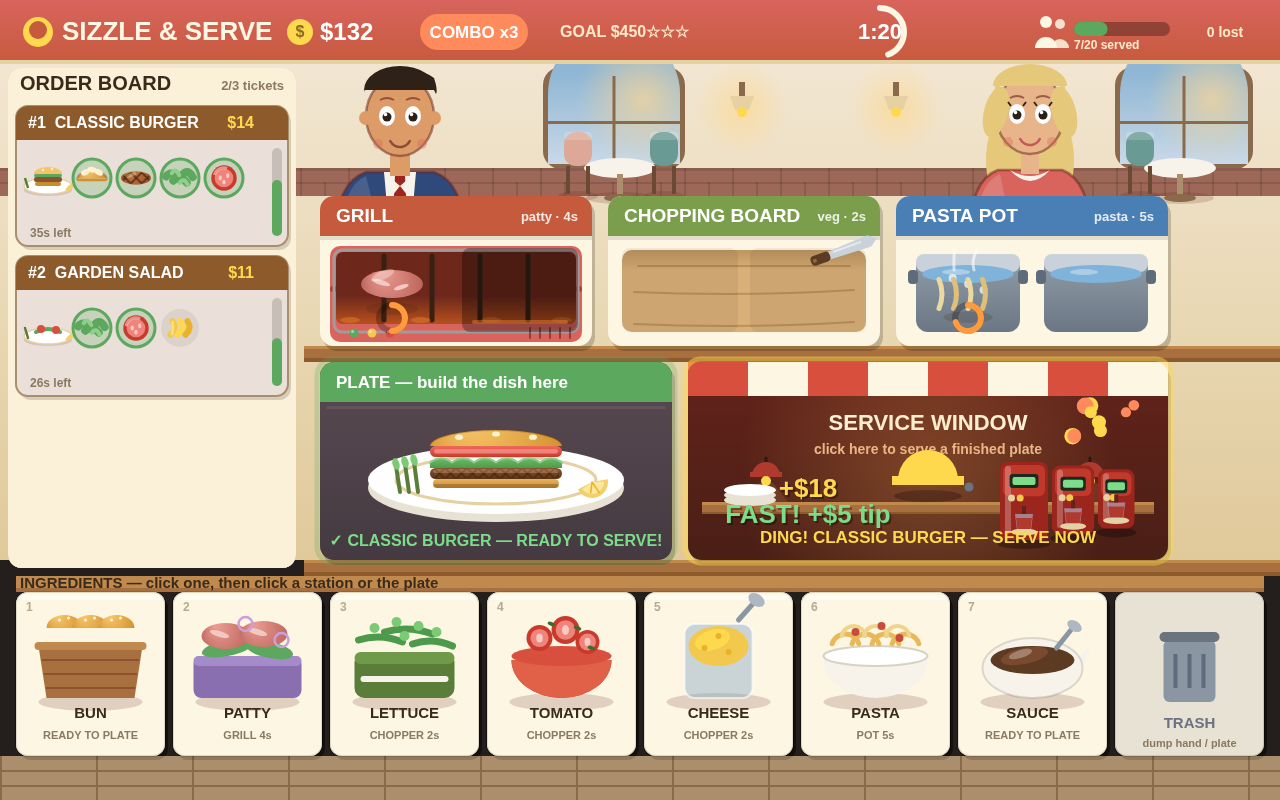 SIZZLE & SERVE
$ $132
COMBO x3
GOAL $450☆☆☆
1:20
7/20 served
0 lost
ORDER BOARD
2/3 tickets
#1 CLASSIC BURGER $14
35s left
#2 GARDEN SALAD $11
26s left
GRILL patty · 4s
CHOPPING BOARD veg · 2s
PASTA POT pasta · 5s
PLATE — build the dish here
✓ CLASSIC BURGER — READY TO SERVE!
SERVICE WINDOW
click here to serve a finished plate
+$18
FAST! +$5 tip
DING! CLASSIC BURGER — SERVE NOW
INGREDIENTS — click one, then click a station or the plate
1
BUN
READY TO PLATE
2
PATTY
GRILL 4s
3
LETTUCE
CHOPPER 2s
4
TOMATO
CHOPPER 2s
5
CHEESE
CHOPPER 2s
6
PASTA
POT 5s
7
SAUCE
READY TO PLATE
TRASH
dump hand / plate